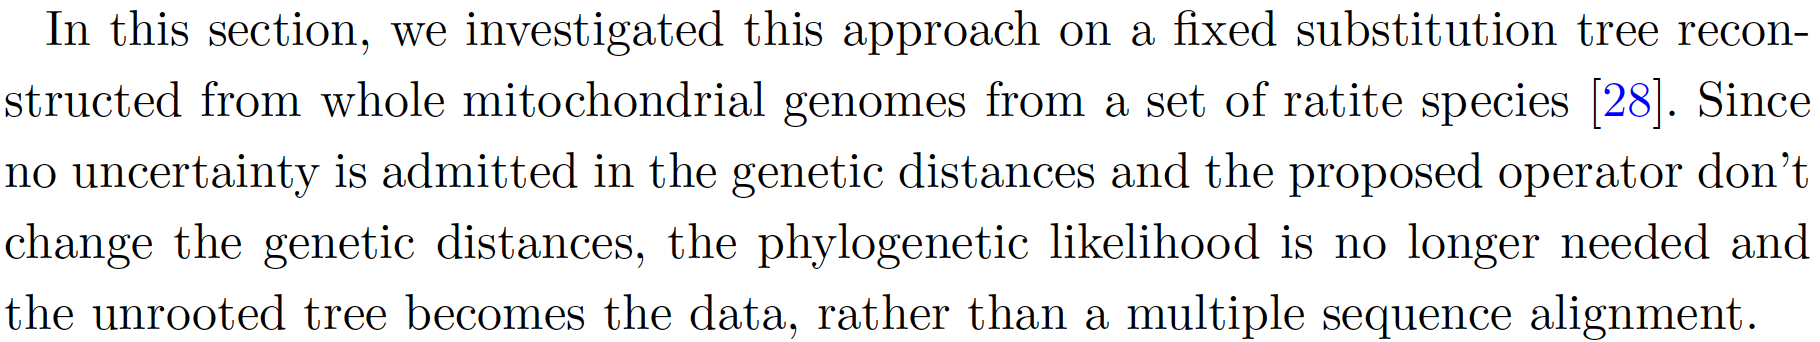 In this section, we investigated this approach on a fixed substitution tree recon-
structed from whole mitochondrial genomes from a set of ratite species [28]. Since
no uncertainty is admitted in the genetic distances and the proposed operator don't
change the genetic distances, the phylogenetic likelihood is no longer needed and
the unrooted tree becomes the data, rather than a multiple sequence alignment.